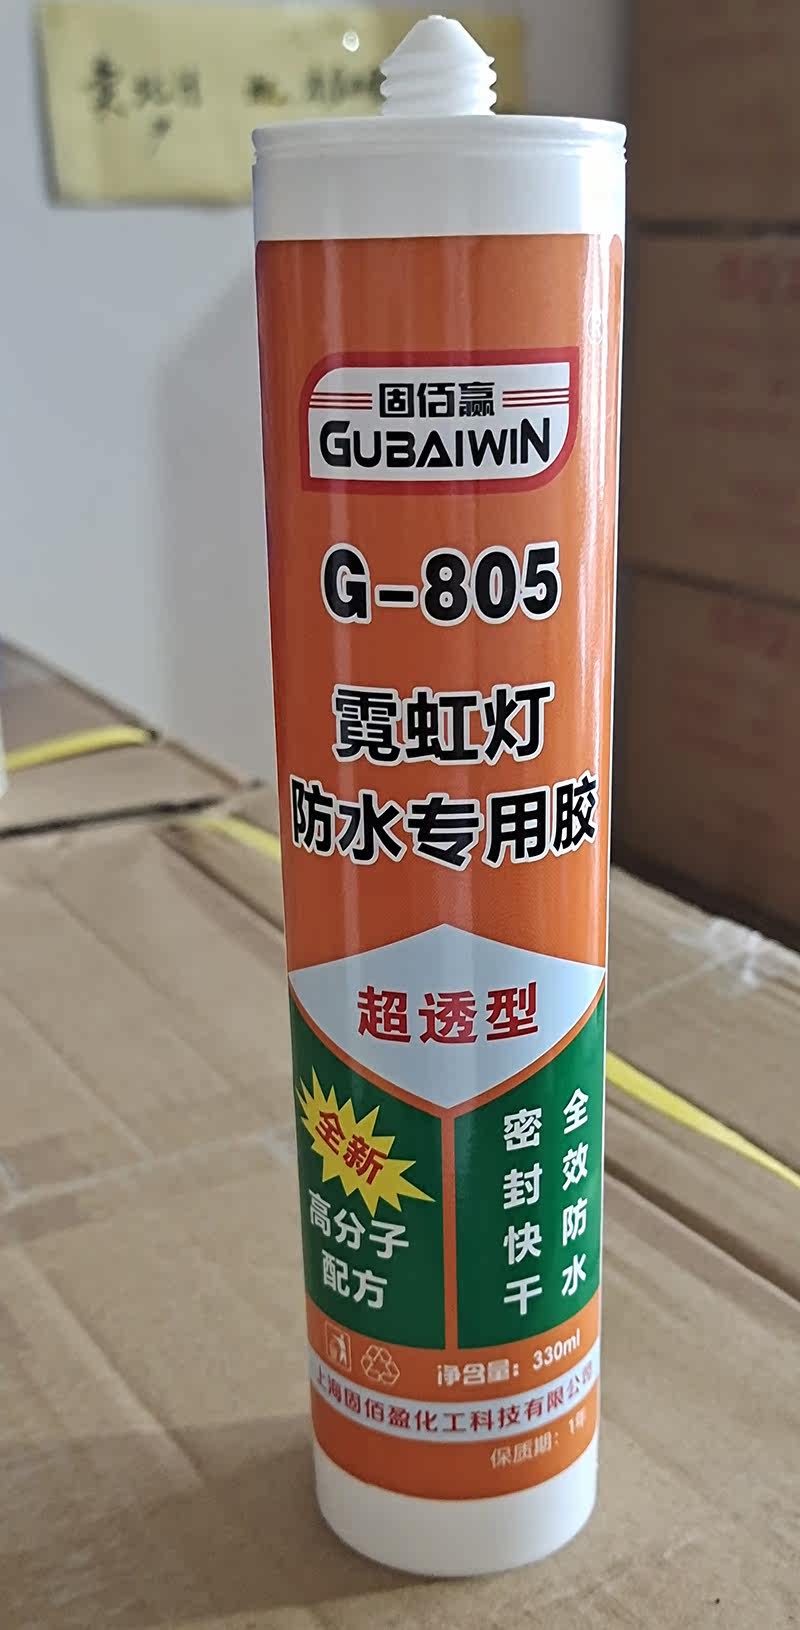 固佰赢
GUBAIWIN
G-805
霓虹灯
防水专用胶
超透型
全新
高分子
配方
全效防水
密封快干
净含量：330ml
上海固佰盈化工科技有限公司
保质期：1年